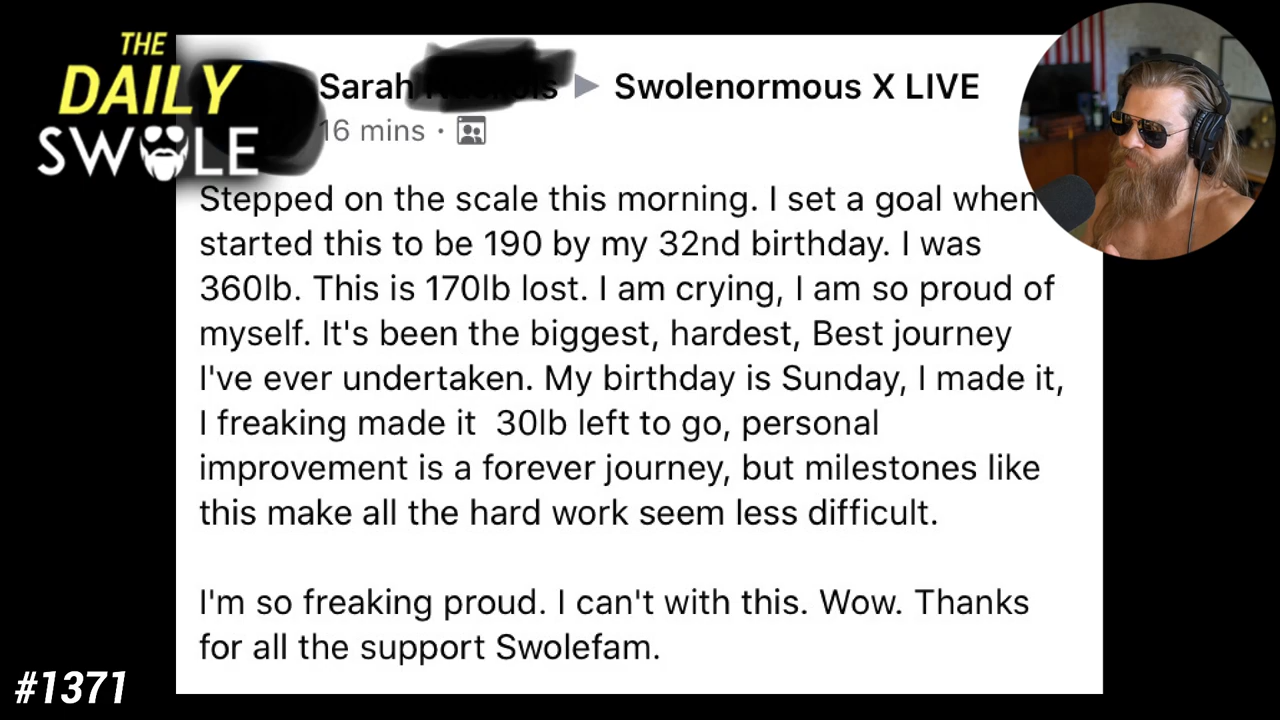 THE
DAILY
SWOLE
Sarah Swolenormous X LIVE
16 mins ·
Stepped on the scale this morning. I set a goal when
started this to be 190 by my 32nd birthday. I was
360lb. This is 170lb lost. I am crying, I am so proud of
myself. It's been the biggest, hardest, Best journey
I've ever undertaken. My birthday is Sunday, I made it,
I freaking made it  30lb left to go, personal
improvement is a forever journey, but milestones like
this make all the hard work seem less difficult.
I'm so freaking proud. I can't with this. Wow. Thanks
for all the support Swolefam.
#1371